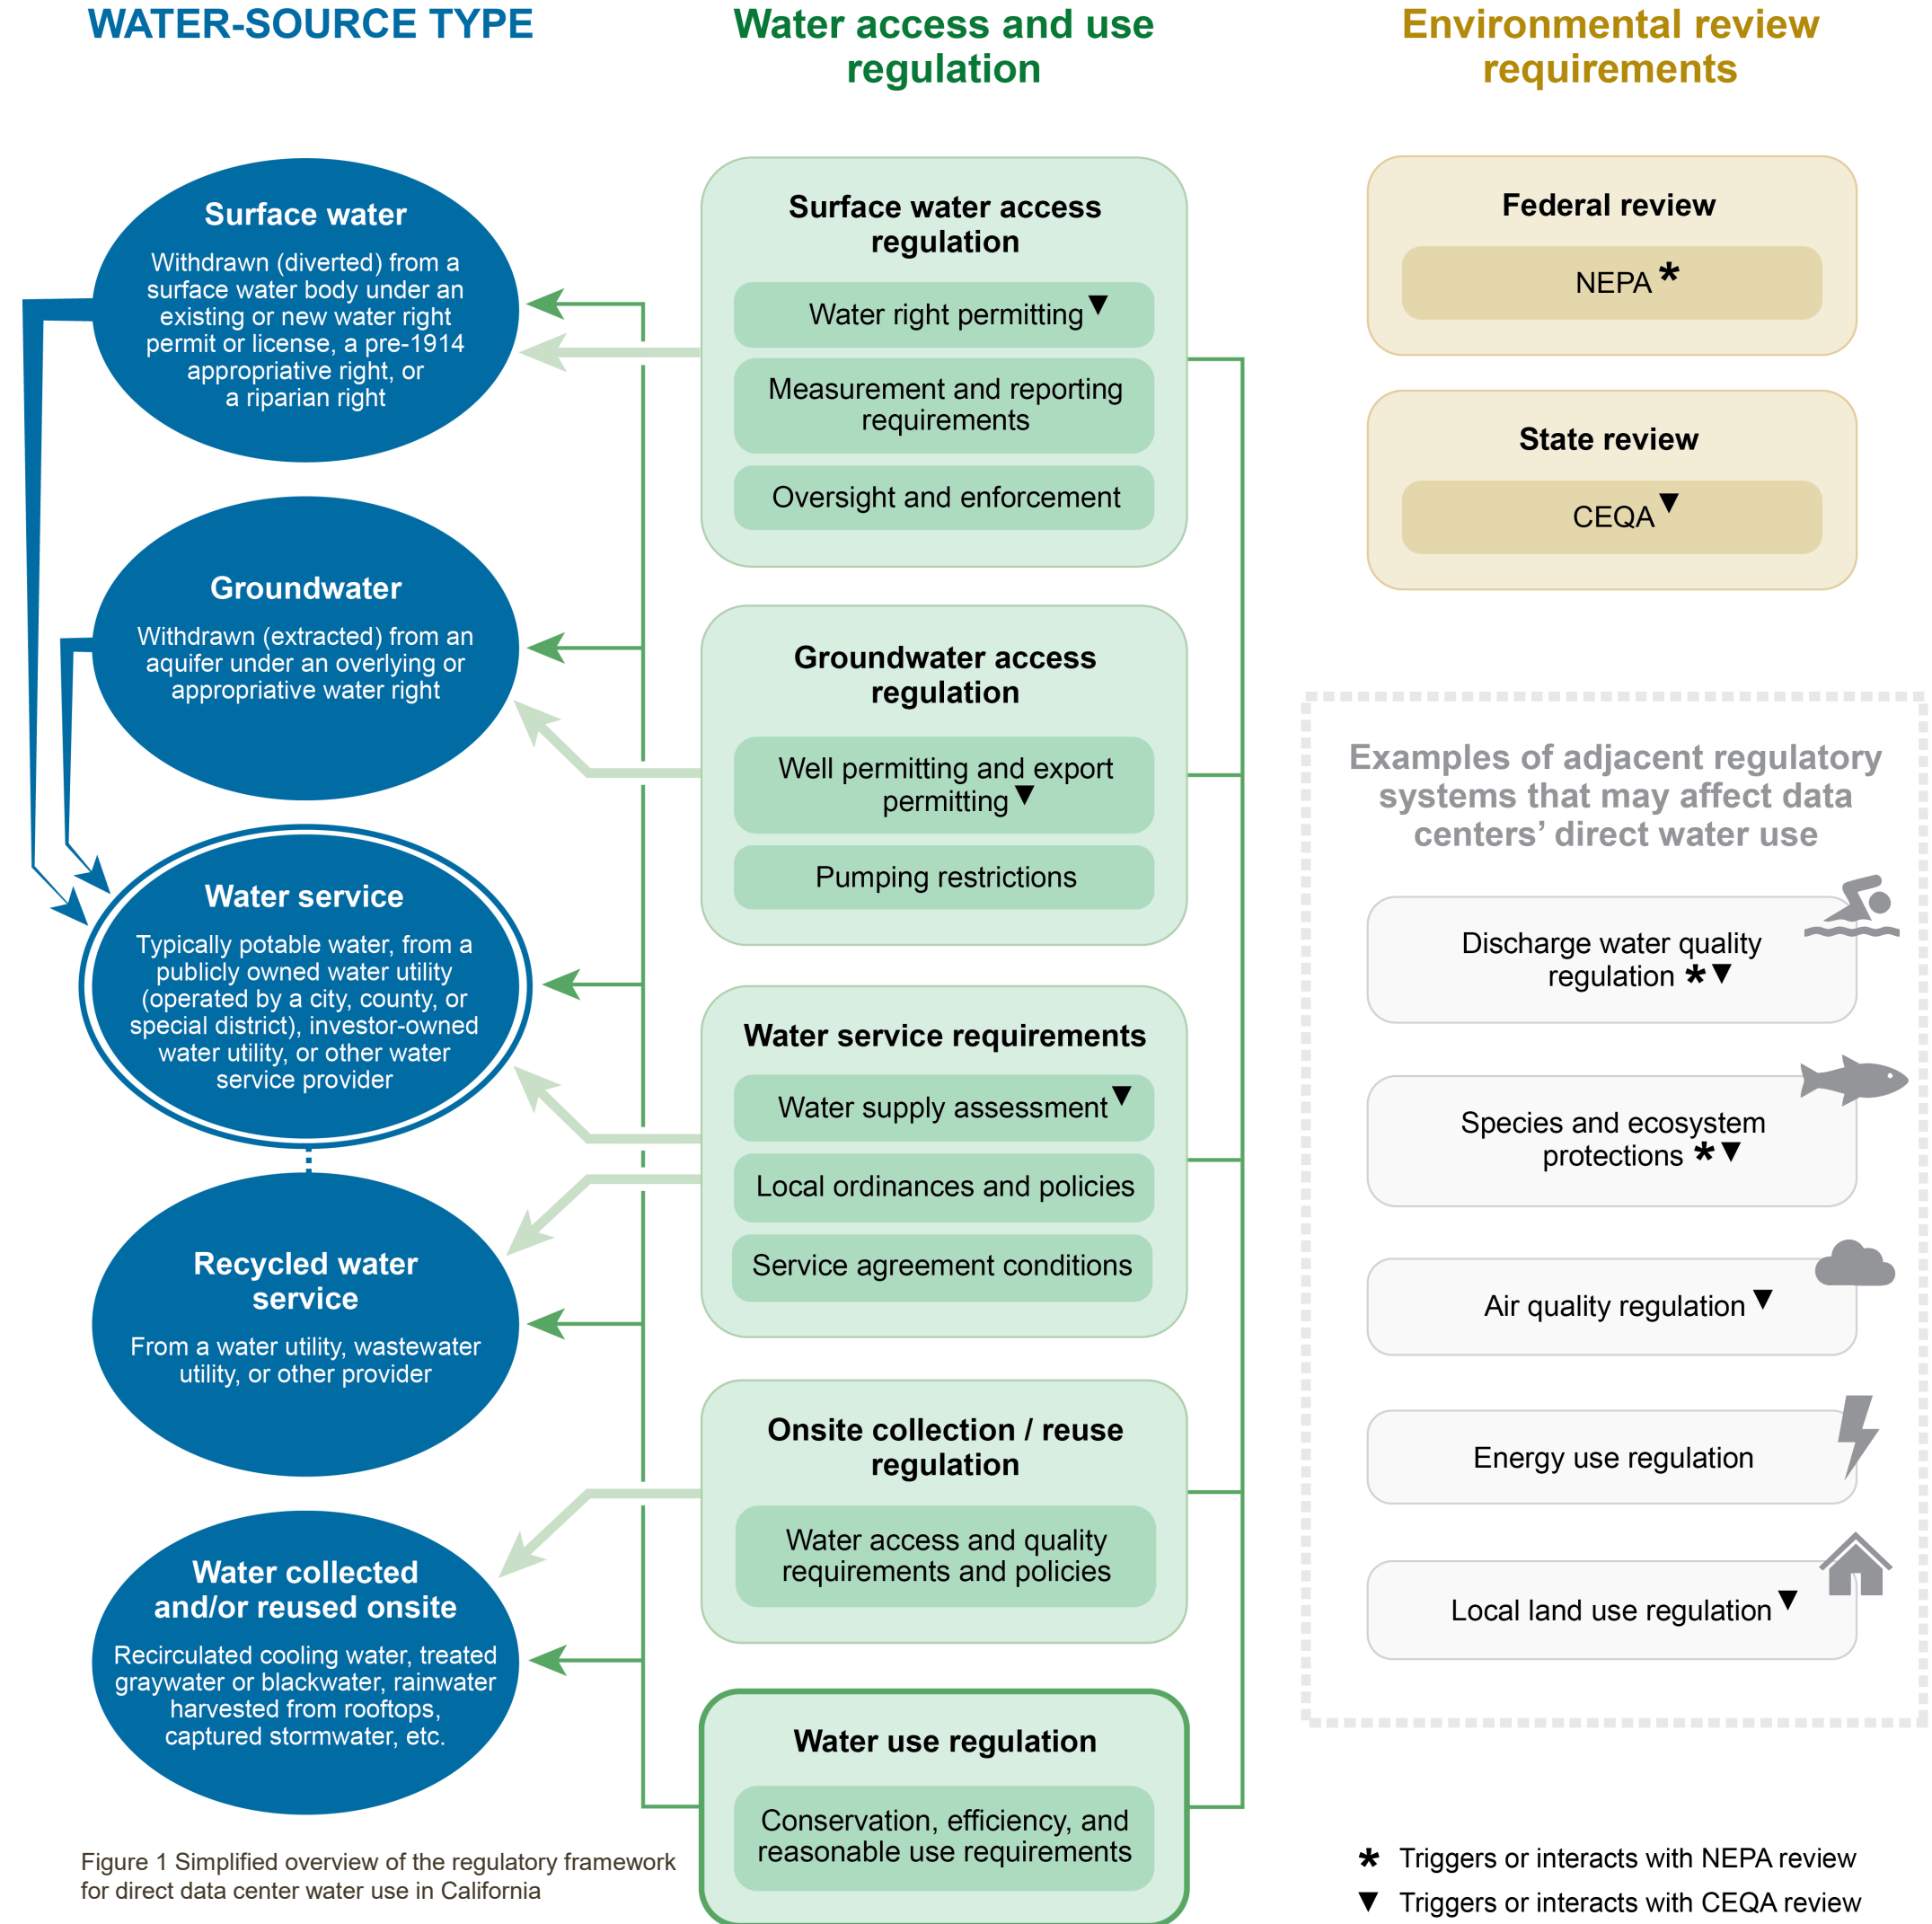 WATER-SOURCE TYPE
Surface water
Withdrawn (diverted) from a
surface water body under an
existing or new water right
permit or license, a pre-1914
appropriative right, or
a riparian right
Groundwater
Withdrawn (extracted) from an
aquifer under an overlying or
appropriative water right
Water service
Typically potable water, from a
publicly owned water utility
(operated by a city, county, or
special district), investor-owned
water utility, or other water
service provider
Recycled water
service
From a water utility, wastewater
utility, or other provider
Water collected
and/or reused onsite
Recirculated cooling water, treated
graywater or blackwater, rainwater
harvested from rooftops,
captured stormwater, etc.
Water access and use
regulation
Surface water access
regulation
Water right permitting ▼
Measurement and reporting
requirements
Oversight and enforcement
Groundwater access
regulation
Well permitting and export
permitting ▼
Pumping restrictions
Water service requirements
Water supply assessment ▼
Local ordinances and policies
Service agreement conditions
Onsite collection / reuse
regulation
Water access and quality
requirements and policies
Water use regulation
Conservation, efficiency, and
reasonable use requirements
Environmental review
requirements
Federal review
NEPA *
State review
CEQA ▼
Examples of adjacent regulatory
systems that may affect data
centers’ direct water use
Discharge water quality
regulation * ▼
Species and ecosystem
protections * ▼
Air quality regulation ▼
Energy use regulation
Local land use regulation ▼
* Triggers or interacts with NEPA review
▼ Triggers or interacts with CEQA review
Figure 1 Simplified overview of the regulatory framework
for direct data center water use in California